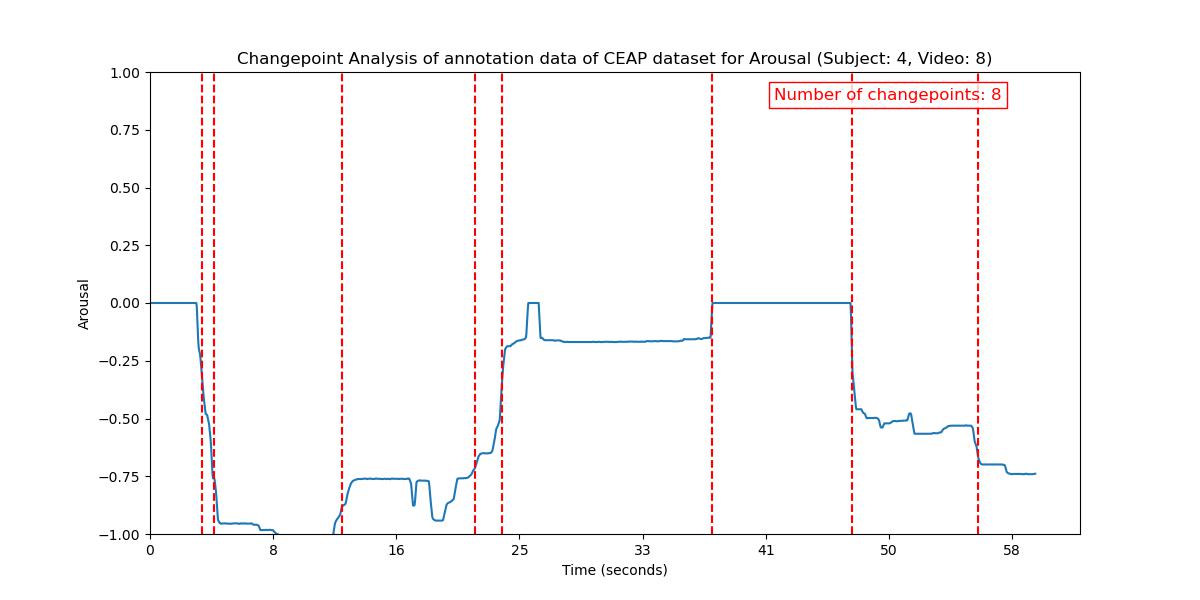 Changepoint Analysis of annotation data of CEAP dataset for Arousal (Subject: 4, Video: 8)
Number of changepoints: 8
1.00
0.75
0.50
0.25
0.00
−0.25
−0.50
−0.75
−1.00
Arousal
0 8 16 25 33 41 50 58
Time (seconds)